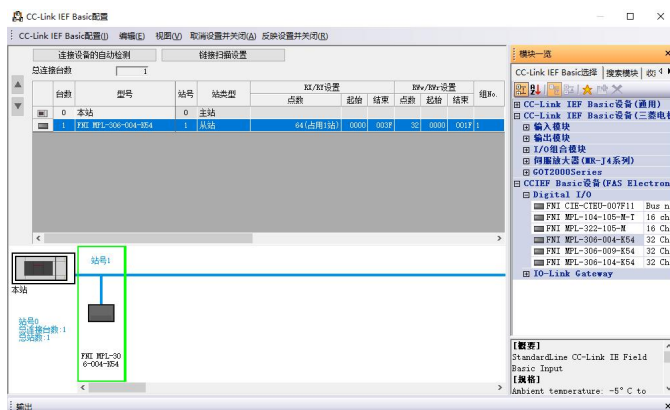 CC-Link IEF Basic配置
CC-Link IEF Basic配置(I) 编辑(E) 视图(V) 取消设置并关闭(A) 反映设置并关闭(R)
连接设备的自动检测 链接扫描设置
总连接台数 1
台数 型号 站号 站类型 RX/RY设置 RWw/RWr设置 组No.
点数 起始 结束 点数 起始 结束
0 本站 0 主站
1 FNI MPL-306-004-K54 1 从站 64(占用1站) 0000 003F 32 0000 001F 1
站号1
本站
站号0
总连接台数:1
总站数:1
FNI MPL-30
6-004-K54
输出
模块一览
CC-Link IEF Basic选择 搜索模块 收
CC-Link IEF Basic设备(通用)
CC-Link IEF Basic设备(三菱电
输入模块
输出模块
I/O组合模块
伺服放大器(MR-J4系列)
GOT2000Series
CCIEF Basic设备(FAS Electron
Digital I/O
FNI CIE-CTEU-007F11 Bus n
FNI MPL-104-105-M-T 16 ch
FNI MPL-322-105-M 16 Ch
FNI MPL-306-004-K54 32 Ch
FNI MPL-306-009-K54 32 Ch
FNI MPL-306-104-K54 32 Ch
IO-Link Gateway
[概要]
StandardLine CC-Link IE Field
Basic Input
[规格]
Ambient temperature: -5° C to